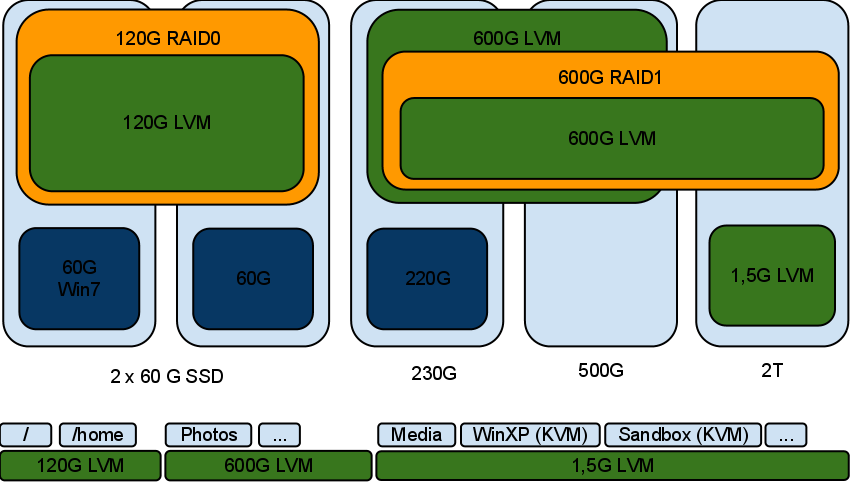 120G RAID0
120G LVM
600G LVM
600G RAID1
600G LVM
60G
Win7
60G
220G
1,5G LVM
2 x 60 G SSD
230G
500G
2T
/ /home Photos ... Media WinXP (KVM) Sandbox (KVM) ...
120G LVM 600G LVM 1,5G LVM